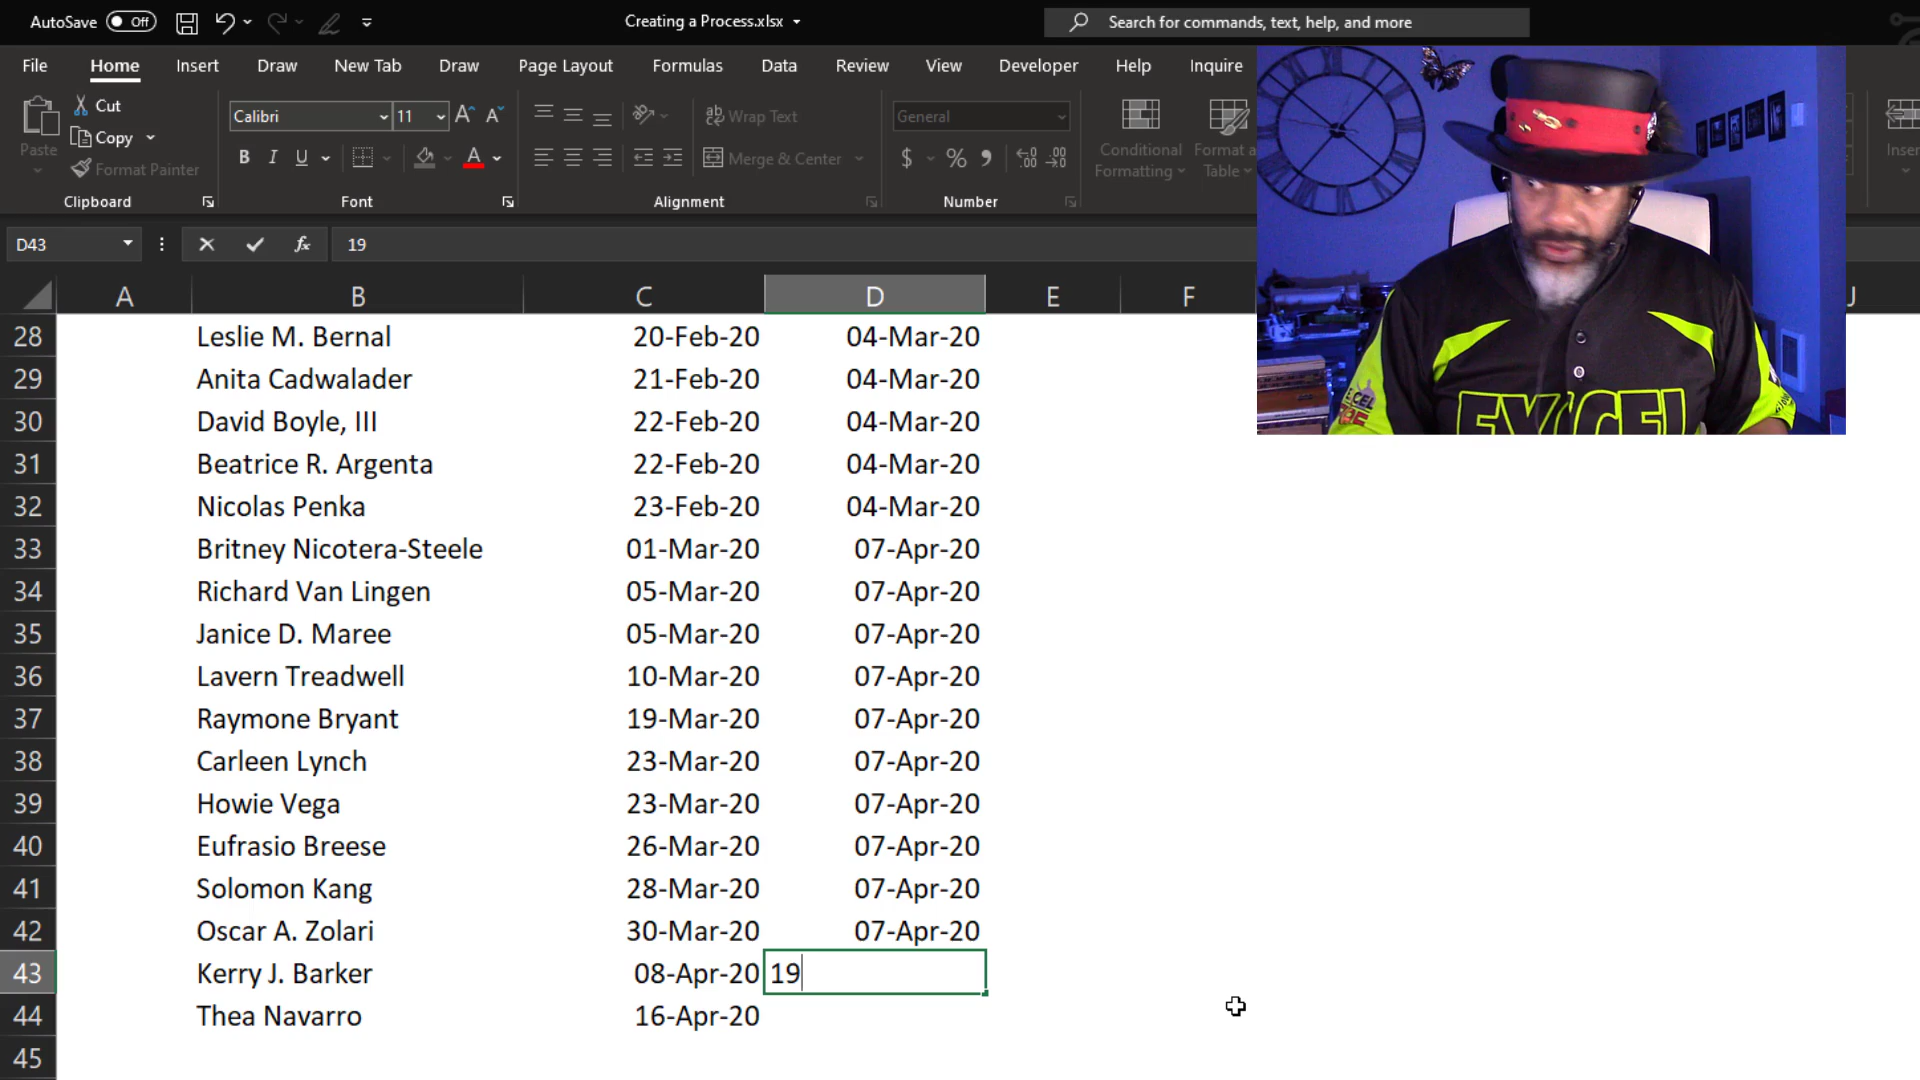 AutoSave Off Creating a Process.xlsx Search for commands, text, help, and more
File Home Insert Draw New Tab Draw Page Layout Formulas Data Review View Developer Help Inquire
Paste Cut Copy Format Painter
Clipboard
Calibri 11
B I U A
Font
Wrap Text
Merge & Center
Alignment
General
$ % 9
Number
Conditional Formatting
Format a
Table
Inser
D43 fx 19
A B C D E F J
28 Leslie M. Bernal 20-Feb-20 04-Mar-20
29 Anita Cadwalader 21-Feb-20 04-Mar-20
30 David Boyle, III 22-Feb-20 04-Mar-20
31 Beatrice R. Argenta 22-Feb-20 04-Mar-20
32 Nicolas Penka 23-Feb-20 04-Mar-20
33 Britney Nicotera-Steele 01-Mar-20 07-Apr-20
34 Richard Van Lingen 05-Mar-20 07-Apr-20
35 Janice D. Maree 05-Mar-20 07-Apr-20
36 Lavern Treadwell 10-Mar-20 07-Apr-20
37 Raymone Bryant 19-Mar-20 07-Apr-20
38 Carleen Lynch 23-Mar-20 07-Apr-20
39 Howie Vega 23-Mar-20 07-Apr-20
40 Eufrasio Breese 26-Mar-20 07-Apr-20
41 Solomon Kang 28-Mar-20 07-Apr-20
42 Oscar A. Zolari 30-Mar-20 07-Apr-20
43 Kerry J. Barker 08-Apr-20 19
44 Thea Navarro 16-Apr-20
45
EXCEL